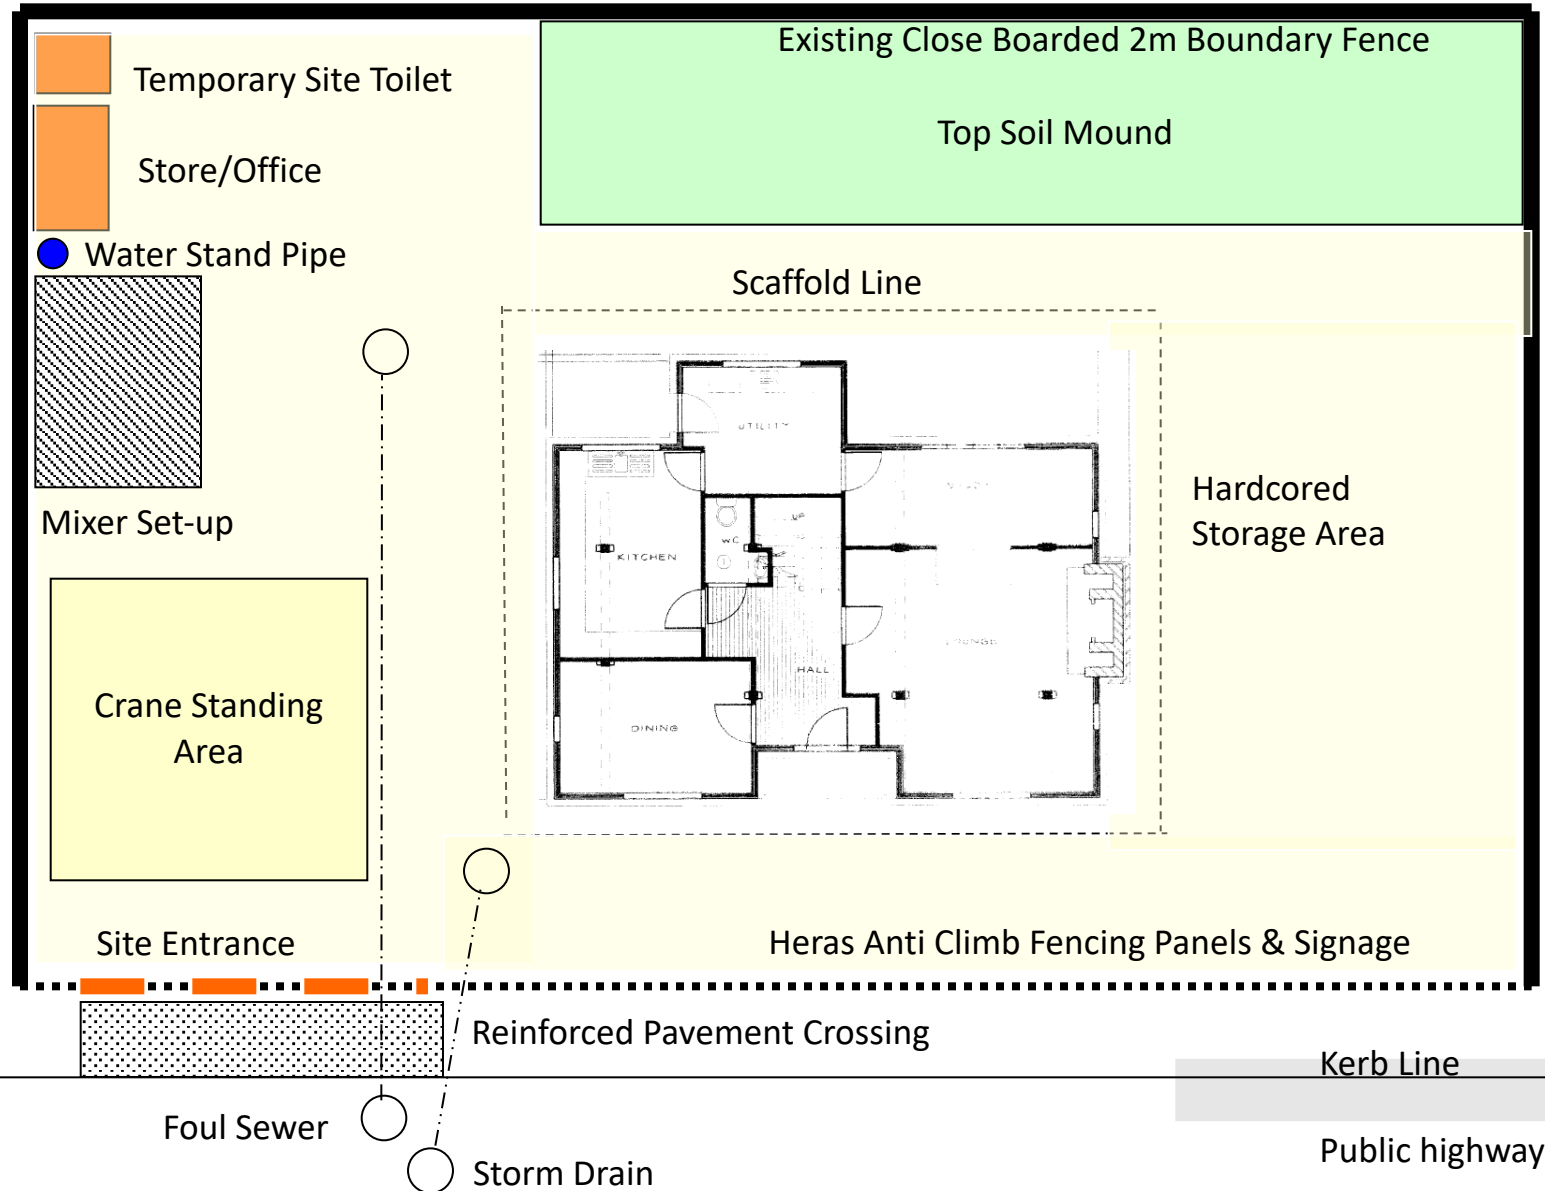 Existing Close Boarded 2m Boundary Fence
Temporary Site Toilet
Top Soil Mound
Store/Office
Water Stand Pipe
Scaffold Line
UTILITY
Hardcored
Storage Area
Mixer Set-up
UP
WC
KITCHEN
LOUNGE
HALL
Crane Standing
Area
DINING
Site Entrance
Heras Anti Climb Fencing Panels & Signage
Reinforced Pavement Crossing
Kerb Line
Foul Sewer
Public highway
Storm Drain